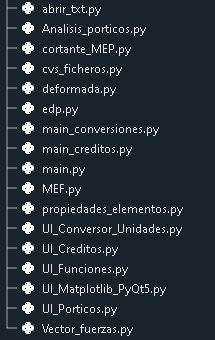 abrir_txt.py
Analisis_porticos.py
cortante_MEP.py
cvs_ficheros.py
deformada.py
edp.py
main_conversiones.py
main_creditos.py
main.py
MEF.py
propiedades_elementos.py
UI_Conversor_Unidades.py
UI_Creditos.py
UI_Funciones.py
UI_Matplotlib_PyQt5.py
UI_Porticos.py
Vector_fuerzas.py